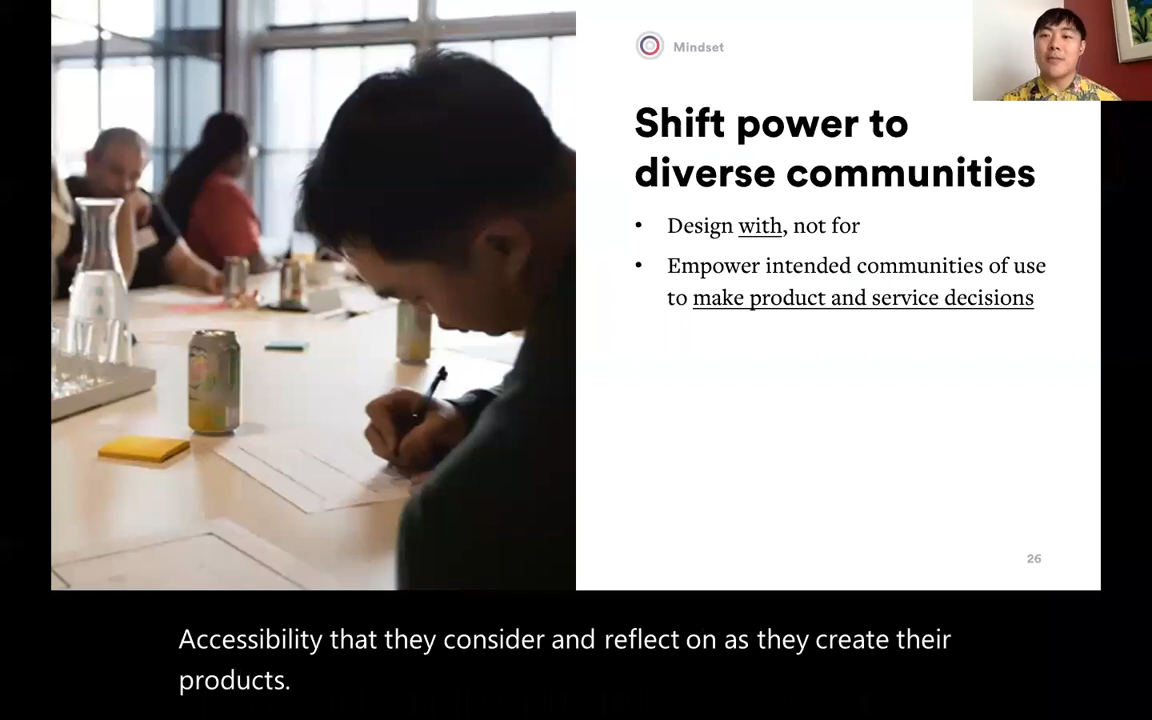 Mindset
Shift power to
diverse communities
• Design with, not for
• Empower intended communities of use
to make product and service decisions
26
Accessibility that they consider and reflect on as they create their
products.